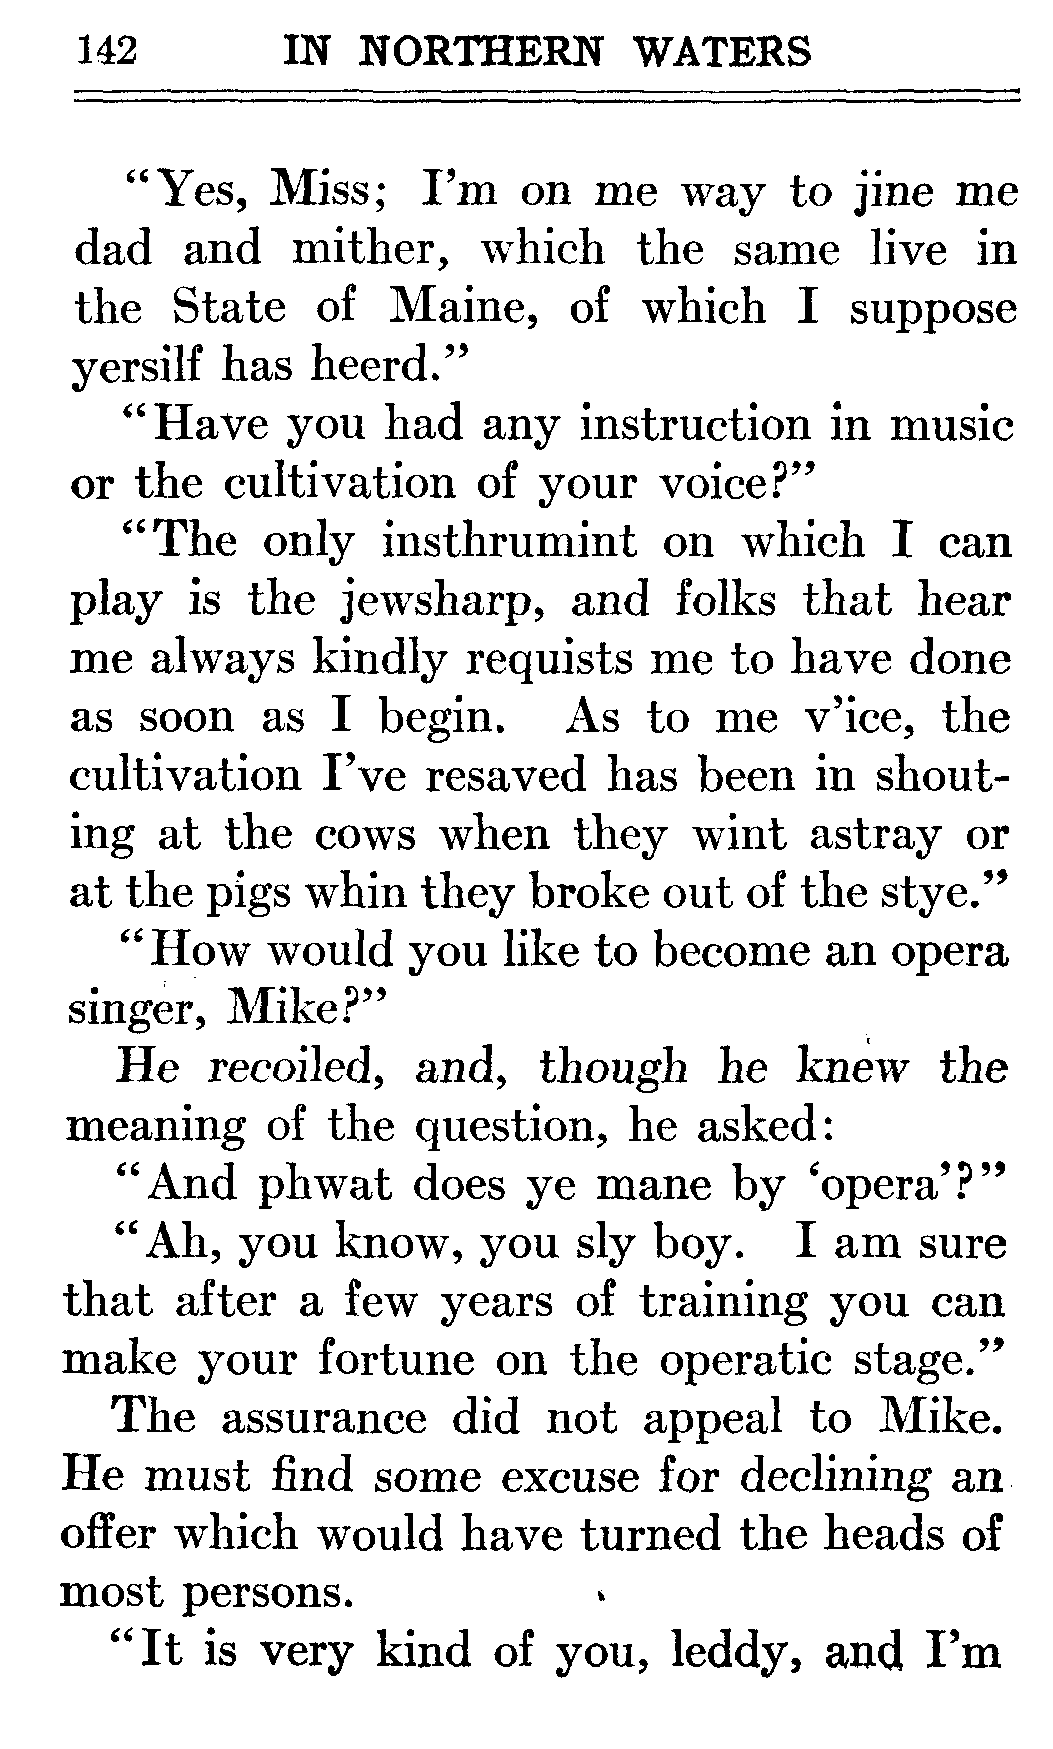 142 IN NORTHERN WATERS
“Yes, Miss; I’m on me way to jine me
dad and mither, which the same live in
the State of Maine, of which I suppose
yersilf has heerd.”
“Have you had any instruction in music
or the cultivation of your voice?”
“The only insthrumint on which I can
play is the jewsharp, and folks that hear
me always kindly requists me to have done
as soon as I begin. As to me v’ice, the
cultivation I’ve resaved has been in shout-
ing at the cows when they wint astray or
at the pigs whin they broke out of the stye.”
“How would you like to become an opera
singer, Mike?”
He recoiled, and, though he knew the
meaning of the question, he asked:
“And phwat does ye mane by ‘opera’?”
“Ah, you know, you sly boy. I am sure
that after a few years of training you can
make your fortune on the operatic stage.”
The assurance did not appeal to Mike.
He must find some excuse for declining an
offer which would have turned the heads of
most persons.
“It is very kind of you, leddy, and I’m